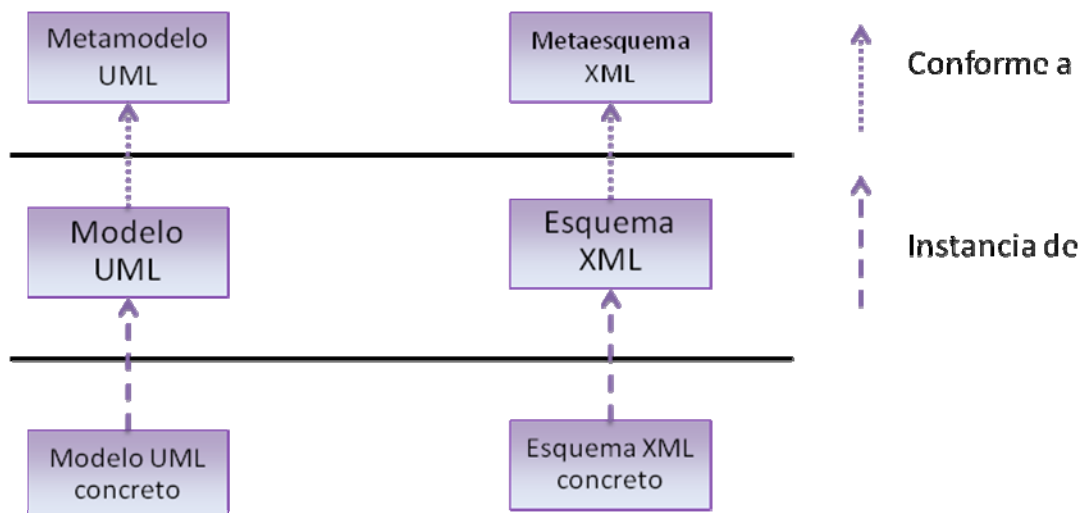 Metamodelo
UML
Metaesquema
XML
Conforme a
Modelo
UML
Esquema
XML
Instancia de
Modelo UML
concreto
Esquema XML
concreto